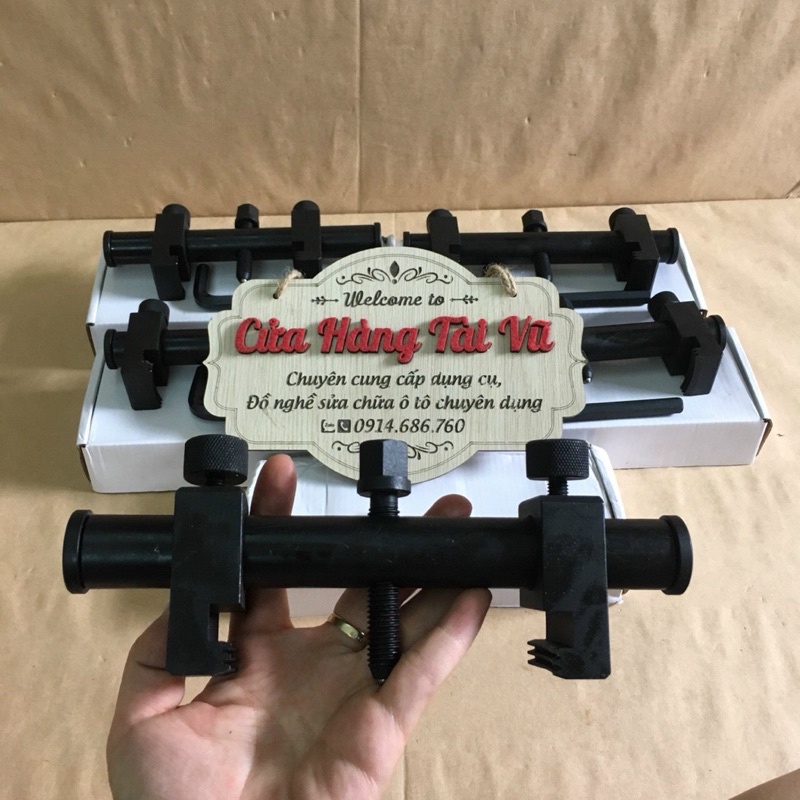 Welcome to
Cửa Hàng Tài Vũ
Chuyên cung cấp dụng cụ,
Đồ nghề sửa chữa ô tô chuyên dụng
Zalo 0914.686.760